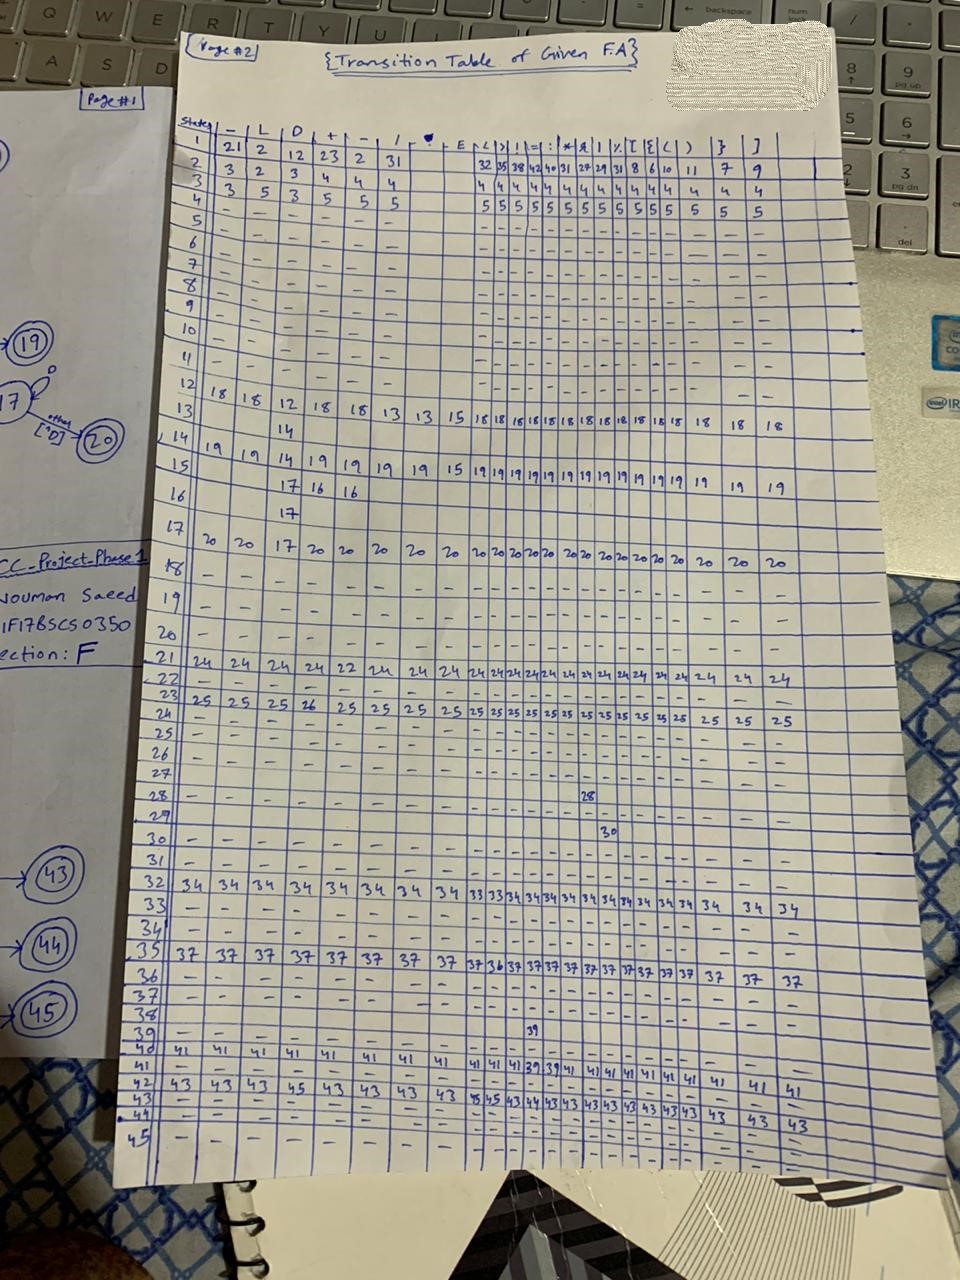 Page #2
{Transition Table of Given F.A}
Page #1
States - L D + - / . E < > ! = : * & | % [ { ( ) } ]
1 21 2 12 23 2 31 32 35 38 42 40 31 27 29 31 8 6 10 11 7 9
2 3 2 3 4 4 4 4 4 4 4 4 4 4 4 4 4 4 4 4 4 4
3 3 5 3 5 5 5 5 5 5 5 5 5 5 5 5 5 5 5 5 5 5
4 - - - - - - - - - - - - - - - - - - - - -
5 - - - - - - - - - - - - - - - - - - - - -
6 - - - - - - - - - - - - - - - - - - - - -
7 - - - - - - - - - - - - - - - - - - - - -
8 - - - - - - - - - - - - - - - - - - - - -
9 - - - - - - - - - - - - - - - - - - - - -
10 - - - - - - - - - - - - - - - - - - - - -
11 - - - - - - - - - - - - - - - - - - - - -
12 18 18 12 18 18 13 13 15 18 18 18 18 18 18 18 18 18 18 18 18 18 18 18
13 14
14 19 19 14 19 19 19 19 15 19 19 19 19 19 19 19 19 19 19 19 19 19 19 19
15 17 16 16
16 17
17 20 20 17 20 20 20 20 20 20 20 20 20 20 20 20 20 20 20 20 20 20 20 20
18 - - - - - - - - - - - - - - - - - - - - - - -
19 - - - - - - - - - - - - - - - - - - - - - - -
20 - - - - - - - - - - - - - - - - - - - - - - -
21 24 24 24 24 22 24 24 24 24 24 24 24 24 24 24 24 24 24 24 24 24 24 24
22 - - - - - - - - - - - - - - - - - - - - - - -
23 25 25 25 26 25 25 25 25 25 25 25 25 25 25 25 25 25 25 25 25 25 25 25
24 - - - - - - - - - - - - - - - - - - - - - - -
25 - - - - - - - - - - - - - - - - - - - - - - -
26 - - - - - - - - - - - - - - - - - - - - - - -
27 28
28 - - - - - - - - - - - - - - - - - - - - - - -
29 30
30 - - - - - - - - - - - - - - - - - - - - - - -
31 - - - - - - - - - - - - - - - - - - - - - - -
32 34 34 34 34 34 34 34 34 33 33 34 34 34 34 34 34 34 34 34 34 34 34 34
33 - - - - - - - - - - - - - - - - - - - - - - -
34 - - - - - - - - - - - - - - - - - - - - - - -
35 37 37 37 37 37 37 37 37 37 36 37 37 37 37 37 37 37 37 37 37 37 37 37
36 - - - - - - - - - - - - - - - - - - - - - - -
37 - - - - - - - - - - - - - - - - - - - - - - -
38 39
39 - - - - - - - - - - - - - - - - - - - - - - -
40 41 41 41 41 41 41 41 41 41 41 41 39 39 41 41 41 41 41 41 41 41 41 41
41 - - - - - - - - - - - - - - - - - - - - - - -
42 43 43 43 45 43 43 43 43 45 45 43 44 43 43 43 43 43 43 43 43 43 43 43
43 - - - - - - - - - - - - - - - - - - - - - - -
44 - - - - - - - - - - - - - - - - - - - - - - -
45 - - - - - - - - - - - - - - - - - - - - - - -
19
17
other
[^D]
20
CC_Project_Phase 1
Nouman Saeed
1F17BSCS0350
ection: F
43
44
45
Q W E R T Y U
A S D
backspace
num
8
9
pg up
5
6
2
3
pg dn
del
intel